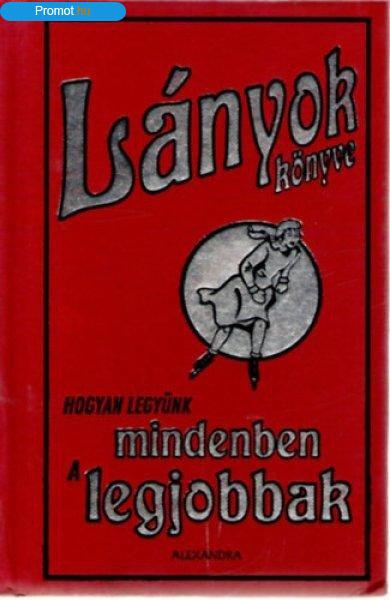 Promot.hu
Lányok
könyve
HOGYAN LEGYÜNK
mindenben
A legjobbak
ALEXANDRA